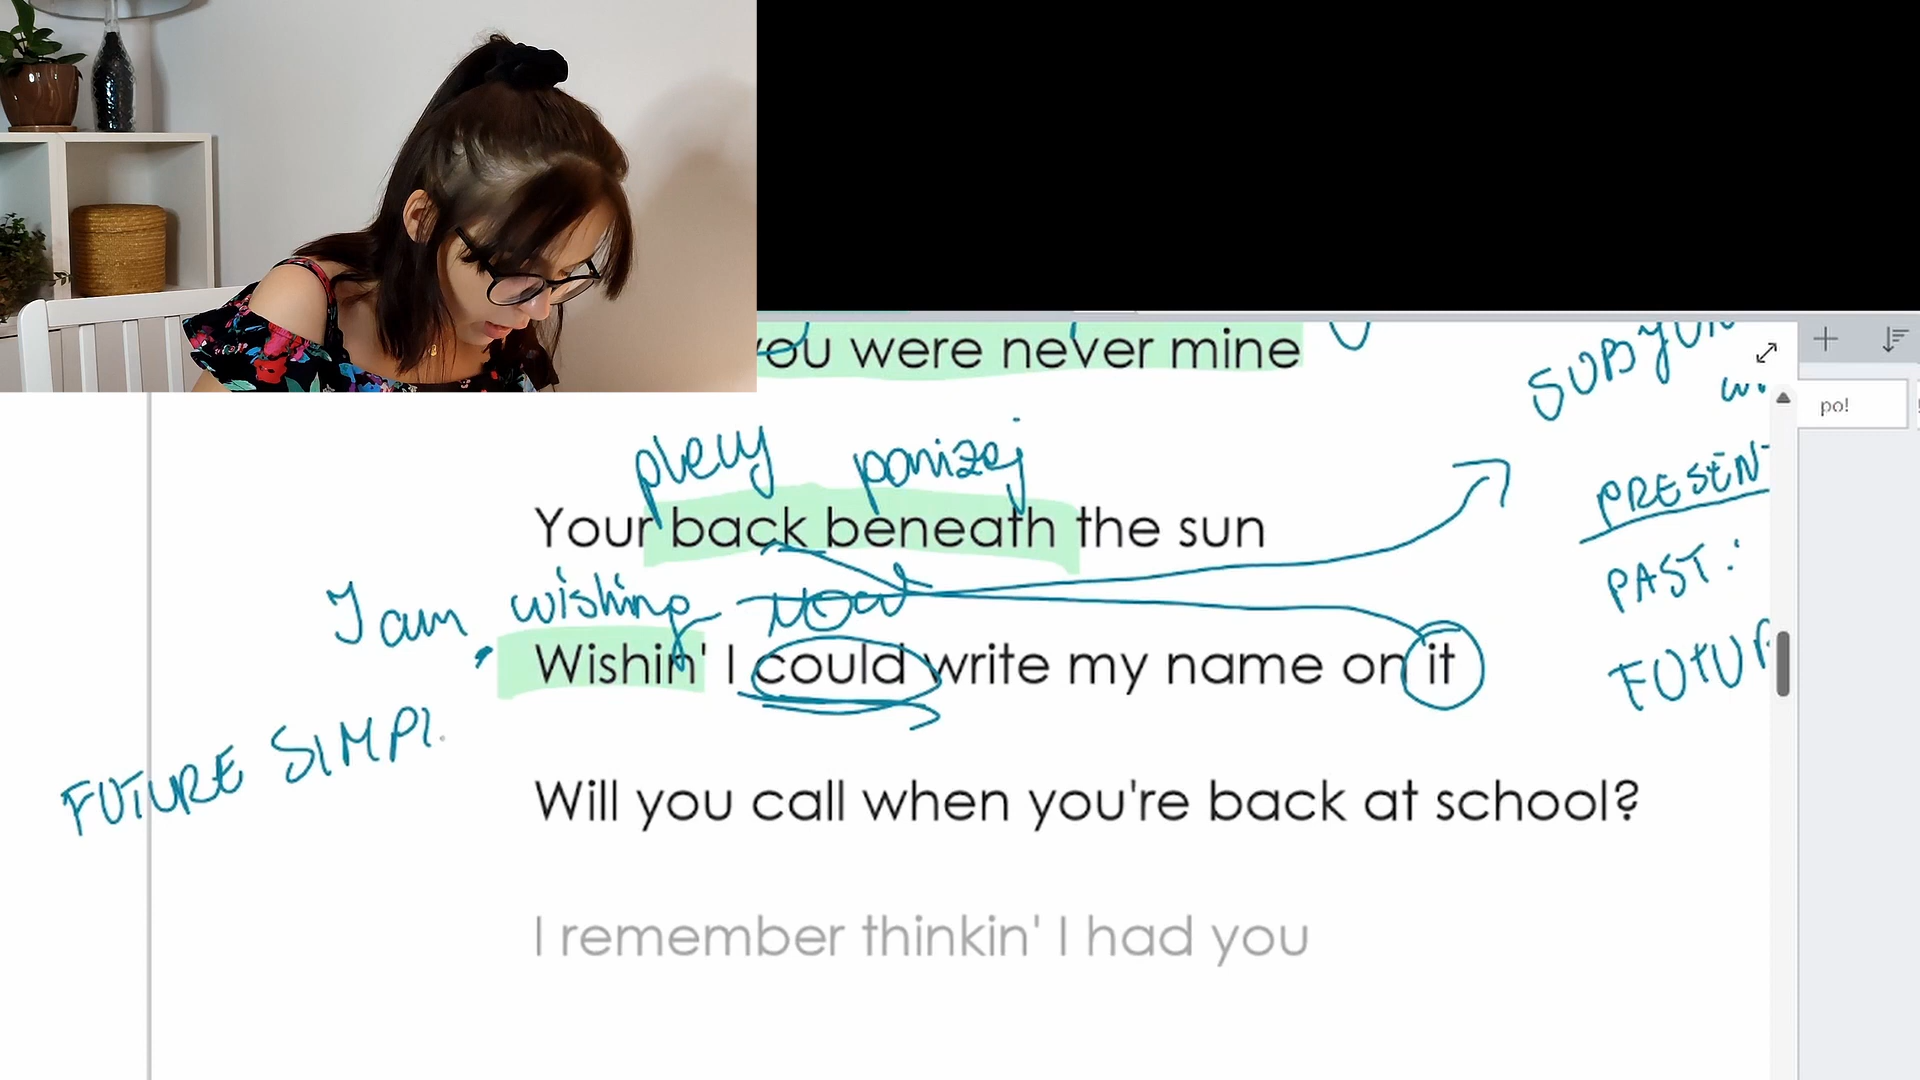 you were never mine
SUBJUN
po!
plecy poniżej
PRESENT
Your back beneath the sun
PAST:
I am wishing
Wishin' I could write my name on it
FUTUR
FUTURE SIMPL
Will you call when you're back at school?
I remember thinkin' I had you